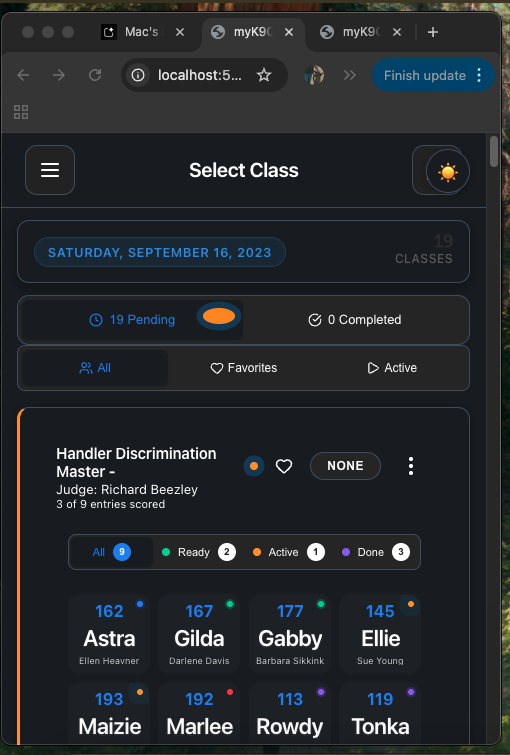 Mac's
myK9
myK9
localhost:5...
Finish update
Select Class
SATURDAY, SEPTEMBER 16, 2023
19
CLASSES
19 Pending
0 Completed
All
Favorites
Active
Handler Discrimination
Master -
Judge: Richard Beezley
3 of 9 entries scored
NONE
All 9
Ready 2
Active 1
Done 3
162
167
177
145
Astra
Gilda
Gabby
Ellie
Ellen Heavner
Darlene Davis
Barbara Sikkink
Sue Young
193
192
113
119
Maizie
Marlee
Rowdy
Tonka